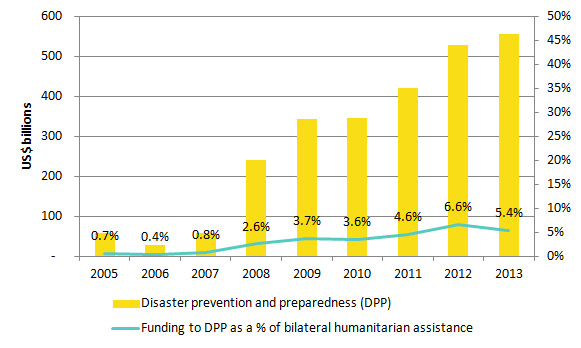 600 50%
45%
500 40%
35%
400
30%
300 25%
20%
200
15%
100 10%
5%
- 0%
US$ billions
0.7% 0.4% 0.8% 2.6% 3.7% 3.6% 4.6% 6.6% 5.4%
2005 2006 2007 2008 2009 2010 2011 2012 2013
Disaster prevention and preparedness (DPP)
Funding to DPP as a % of bilateral humanitarian assistance